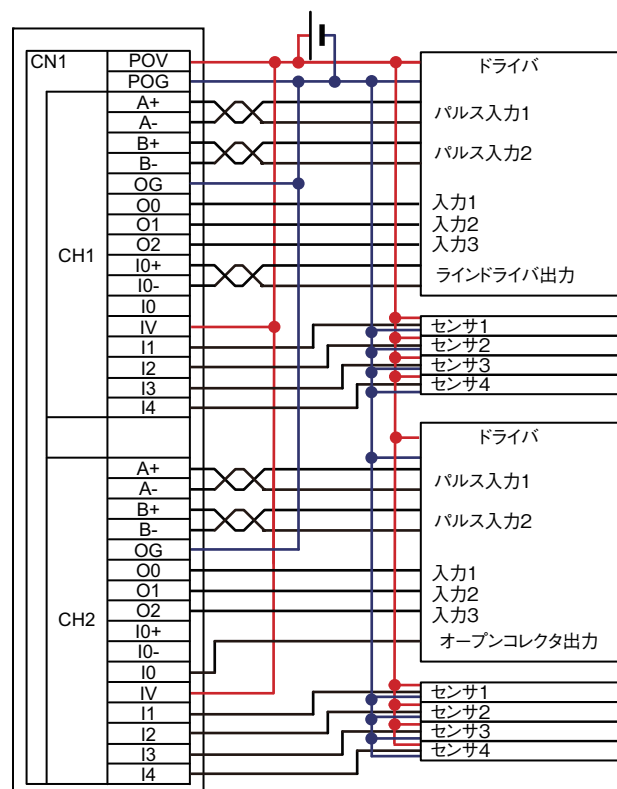 CN1
POV
POG
CH1
A+
A-
B+
B-
OG
O0
O1
O2
I0+
I0-
I0
IV
I1
I2
I3
I4
ドライバ
パルス入力1
パルス入力2
入力1
入力2
入力3
ラインドライバ出力
センサ1
センサ2
センサ3
センサ4
CH2
A+
A-
B+
B-
OG
O0
O1
O2
I0+
I0-
I0
IV
I1
I2
I3
I4
ドライバ
パルス入力1
パルス入力2
入力1
入力2
入力3
オープンコレクタ出力
センサ1
センサ2
センサ3
センサ4